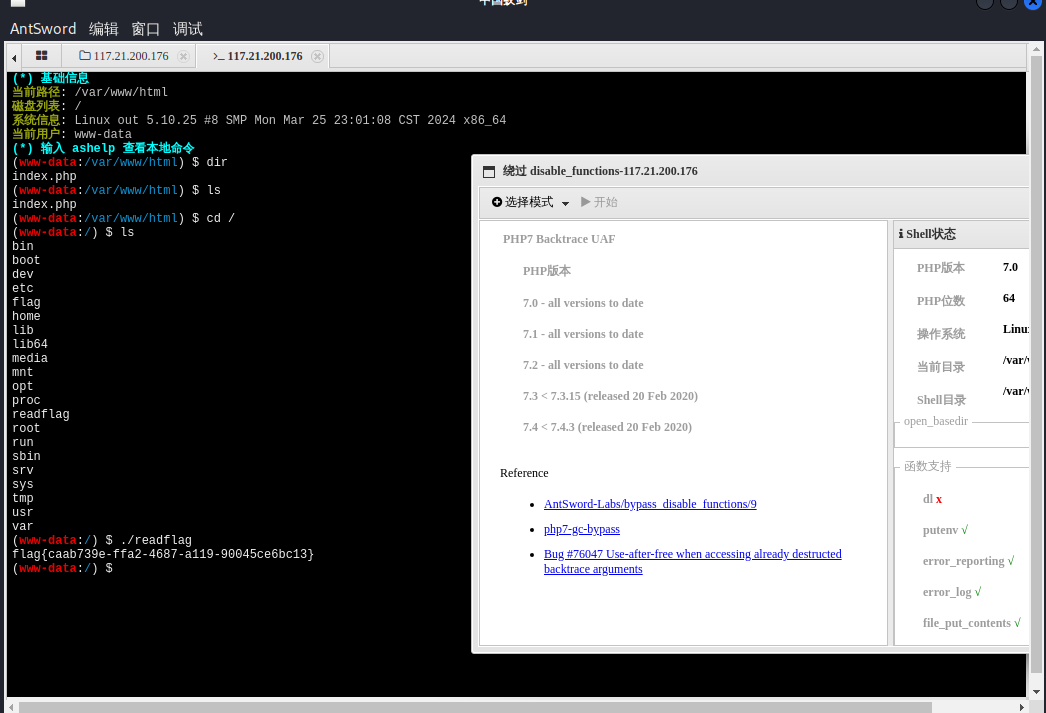 中国蚁剑
AntSword 编辑 窗口 调试
117.21.200.176
>_ 117.21.200.176
(*) 基础信息
当前路径: /var/www/html
磁盘列表: /
系统信息: Linux out 5.10.25 #8 SMP Mon Mar 25 23:01:08 CST 2024 x86_64
当前用户: www-data
(*) 输入 ashelp 查看本地命令
(www-data:/var/www/html) $ dir
index.php
(www-data:/var/www/html) $ ls
index.php
(www-data:/var/www/html) $ cd /
(www-data:/) $ ls
bin
boot
dev
etc
flag
home
lib
lib64
media
mnt
opt
proc
readflag
root
run
sbin
srv
sys
tmp
usr
var
(www-data:/) $ ./readflag
flag{caab739e-ffa2-4687-a119-90045ce6bc13}
(www-data:/) $
绕过 disable_functions-117.21.200.176
选择模式 开始
PHP7 Backtrace UAF
PHP版本
7.0 - all versions to date
7.1 - all versions to date
7.2 - all versions to date
7.3 < 7.3.15 (released 20 Feb 2020)
7.4 < 7.4.3 (released 20 Feb 2020)
Reference
AntSword-Labs/bypass_disable_functions/9
php7-gc-bypass
Bug #76047 Use-after-free when accessing already destructed
backtrace arguments
Shell状态
PHP版本 7.0
PHP位数 64
操作系统 Linu
当前目录 /var/
Shell目录 /var/
open_basedir
函数支持
dl x
putenv √
error_reporting √
error_log √
file_put_contents √